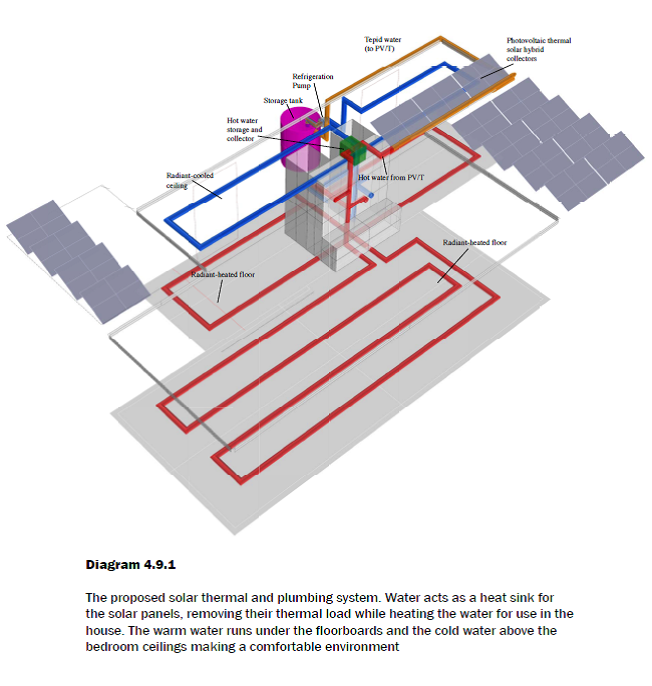 Tepid water
(to PV/T)
Photovoltaic thermal
solar hybrid
collectors
Refrigeration
Pump
Storage tank
Hot water
storage and
collector
Radiant-cooled
ceiling
Hot water from PV/T
Radiant-heated floor
Radiant-heated floor
Diagram 4.9.1
The proposed solar thermal and plumbing system. Water acts as a heat sink for
the solar panels, removing their thermal load while heating the water for use in the
house. The warm water runs under the floorboards and the cold water above the
bedroom ceilings making a comfortable environment